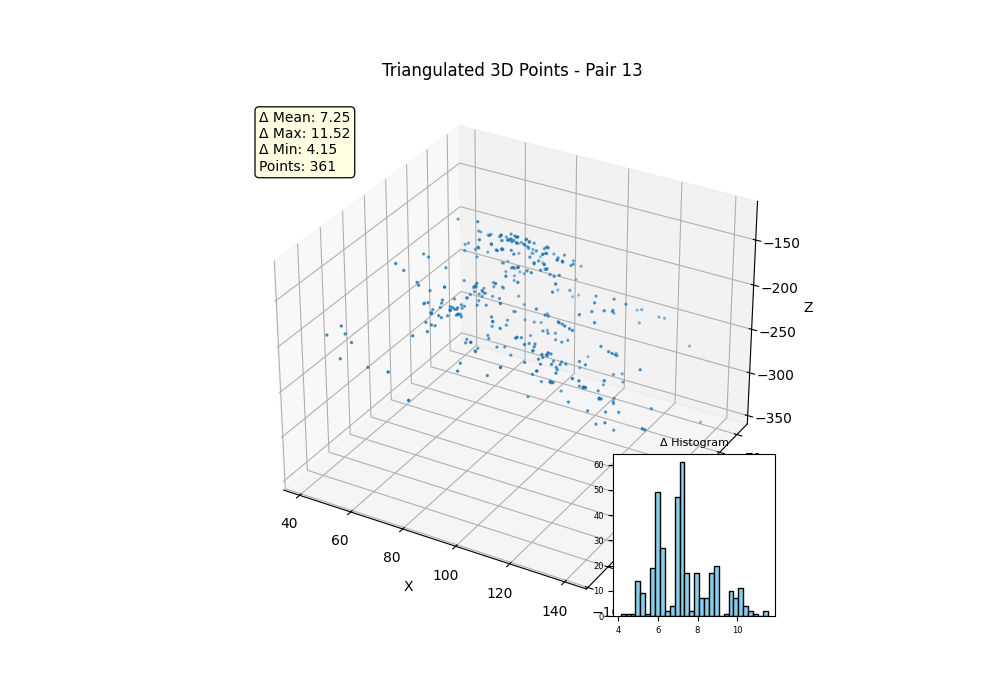 Triangulated 3D Points - Pair 13
Δ Mean: 7.25
Δ Max: 11.52
Δ Min: 4.15
Points: 361
−150
−200
−250
−300
−350
Z
40
60
80
100
120
140
X
Δ Histogram
60
50
40
30
20
10
0
4
6
8
10